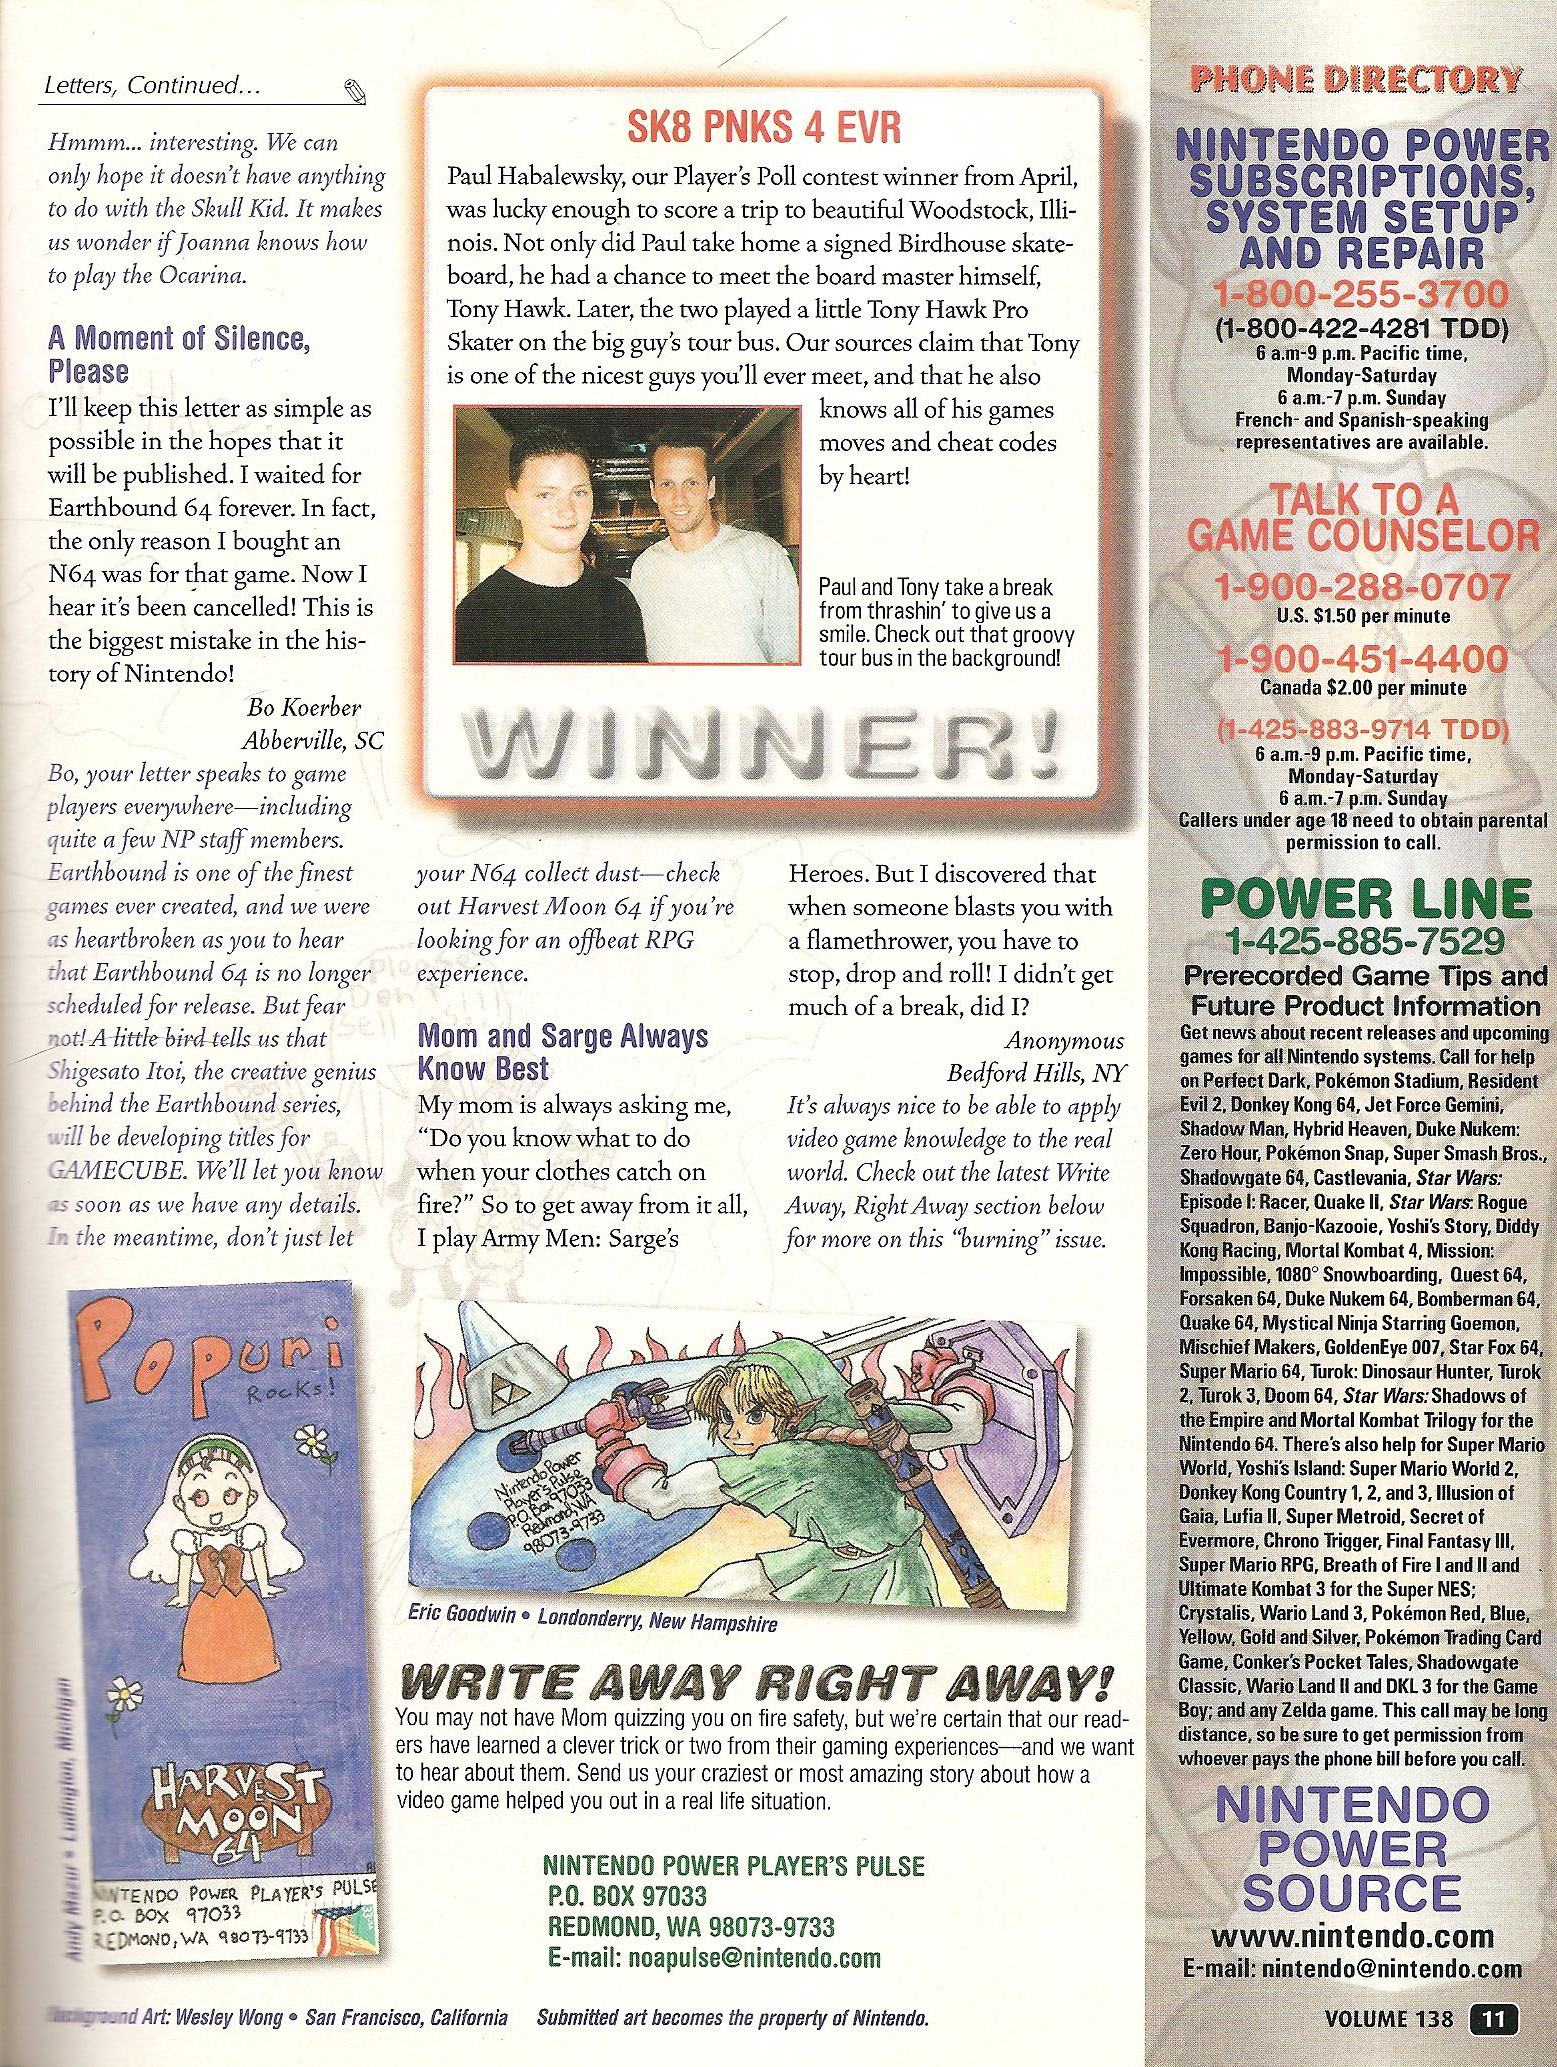 Letters, Continued...
Hmmm... interesting. We can
only hope it doesn't have anything
to do with the Skull Kid. It makes
us wonder if Joanna knows how
to play the Ocarina.
A Moment of Silence,
Please
I'll keep this letter as simple as
possible in the hopes that it
will be published. I waited for
Earthbound 64 forever. In fact,
the only reason I bought an
N64 was for that game. Now I
hear it's been cancelled! This is
the biggest mistake in the his-
tory of Nintendo!
Bo Koerber
Abberville, SC
Bo, your letter speaks to game
players everywhere—including
quite a few NP staff members.
Earthbound is one of the finest
games ever created, and we were
as heartbroken as you to hear
that Earthbound 64 is no longer
scheduled for release. But fear
not! A little bird tells us that
Shigesato Itoi, the creative genius
behind the Earthbound series,
will be developing titles for
GAMECUBE. We'll let you know
as soon as we have any details.
In the meantime, don't just let
SK8 PNKS 4 EVR
Paul Habalewsky, our Player's Poll contest winner from April,
was lucky enough to score a trip to beautiful Woodstock, Illi-
nois. Not only did Paul take home a signed Birdhouse skate-
board, he had a chance to meet the board master himself,
Tony Hawk. Later, the two played a little Tony Hawk Pro
Skater on the big guy's tour bus. Our sources claim that Tony
is one of the nicest guys you'll ever meet, and that he also
knows all of his games
moves and cheat codes
by heart!
Paul and Tony take a break
from thrashin' to give us a
smile. Check out that groovy
tour bus in the background!
WINNER!
your N64 collect dust—check
out Harvest Moon 64 if you're
looking for an offbeat RPG
experience.
Mom and Sarge Always
Know Best
My mom is always asking me,
"Do you know what to do
when your clothes catch on
fire?" So to get away from it all,
I play Army Men: Sarge's
Heroes. But I discovered that
when someone blasts you with
a flamethrower, you have to
stop, drop and roll! I didn't get
much of a break, did I?
Anonymous
Bedford Hills, NY
It's always nice to be able to apply
video game knowledge to the real
world. Check out the latest Write
Away, Right Away section below
for more on this "burning" issue.
Popuri
Rocks!
HARVEST
MOON
64
NINTENDO POWER PLAYER'S PULSE
P.O. BOX 97033
REDMOND, WA 98073-9733
Andy Mazur • Ludington, Michigan
Nintendo Power
Player's Pulse
P.O. Box 97033
Redmond, WA
98073-9733
Eric Goodwin • Londonderry, New Hampshire
WRITE AWAY RIGHT AWAY!
You may not have Mom quizzing you on fire safety, but we're certain that our read-
ers have learned a clever trick or two from their gaming experiences—and we want
to hear about them. Send us your craziest or most amazing story about how a
video game helped you out in a real life situation.
NINTENDO POWER PLAYER'S PULSE
P.O. BOX 97033
REDMOND, WA 98073-9733
E-mail: noapulse@nintendo.com
Background Art: Wesley Wong • San Francisco, California Submitted art becomes the property of Nintendo.
PHONE DIRECTORY
NINTENDO POWER
SUBSCRIPTIONS,
SYSTEM SETUP
AND REPAIR
1-800-255-3700
(1-800-422-4281 TDD)
6 a.m-9 p.m. Pacific time,
Monday-Saturday
6 a.m.-7 p.m. Sunday
French- and Spanish-speaking
representatives are available.
TALK TO A
GAME COUNSELOR
1-900-288-0707
U.S. $1.50 per minute
1-900-451-4400
Canada $2.00 per minute
(1-425-883-9714 TDD)
6 a.m.-9 p.m. Pacific time,
Monday-Saturday
6 a.m.-7 p.m. Sunday
Callers under age 18 need to obtain parental
permission to call.
POWER LINE
1-425-885-7529
Prerecorded Game Tips and
Future Product Information
Get news about recent releases and upcoming
games for all Nintendo systems. Call for help
on Perfect Dark, Pokémon Stadium, Resident
Evil 2, Donkey Kong 64, Jet Force Gemini,
Shadow Man, Hybrid Heaven, Duke Nukem:
Zero Hour, Pokémon Snap, Super Smash Bros.,
Shadowgate 64, Castlevania, Star Wars:
Episode I: Racer, Quake II, Star Wars: Rogue
Squadron, Banjo-Kazooie, Yoshi's Story, Diddy
Kong Racing, Mortal Kombat 4, Mission:
Impossible, 1080° Snowboarding, Quest 64,
Forsaken 64, Duke Nukem 64, Bomberman 64,
Quake 64, Mystical Ninja Starring Goemon,
Mischief Makers, GoldenEye 007, Star Fox 64,
Super Mario 64, Turok: Dinosaur Hunter, Turok
2, Turok 3, Doom 64, Star Wars: Shadows of
the Empire and Mortal Kombat Trilogy for the
Nintendo 64. There's also help for Super Mario
World, Yoshi's Island: Super Mario World 2,
Donkey Kong Country 1, 2, and 3, Illusion of
Gaia, Lufia II, Super Metroid, Secret of
Evermore, Chrono Trigger, Final Fantasy III,
Super Mario RPG, Breath of Fire I and II and
Ultimate Kombat 3 for the Super NES;
Crystalis, Wario Land 3, Pokémon Red, Blue,
Yellow, Gold and Silver, Pokémon Trading Card
Game, Conker's Pocket Tales, Shadowgate
Classic, Wario Land II and DKL 3 for the Game
Boy; and any Zelda game. This call may be long
distance, so be sure to get permission from
whoever pays the phone bill before you call.
NINTENDO
POWER
SOURCE
www.nintendo.com
E-mail: nintendo@nintendo.com
VOLUME 138 11